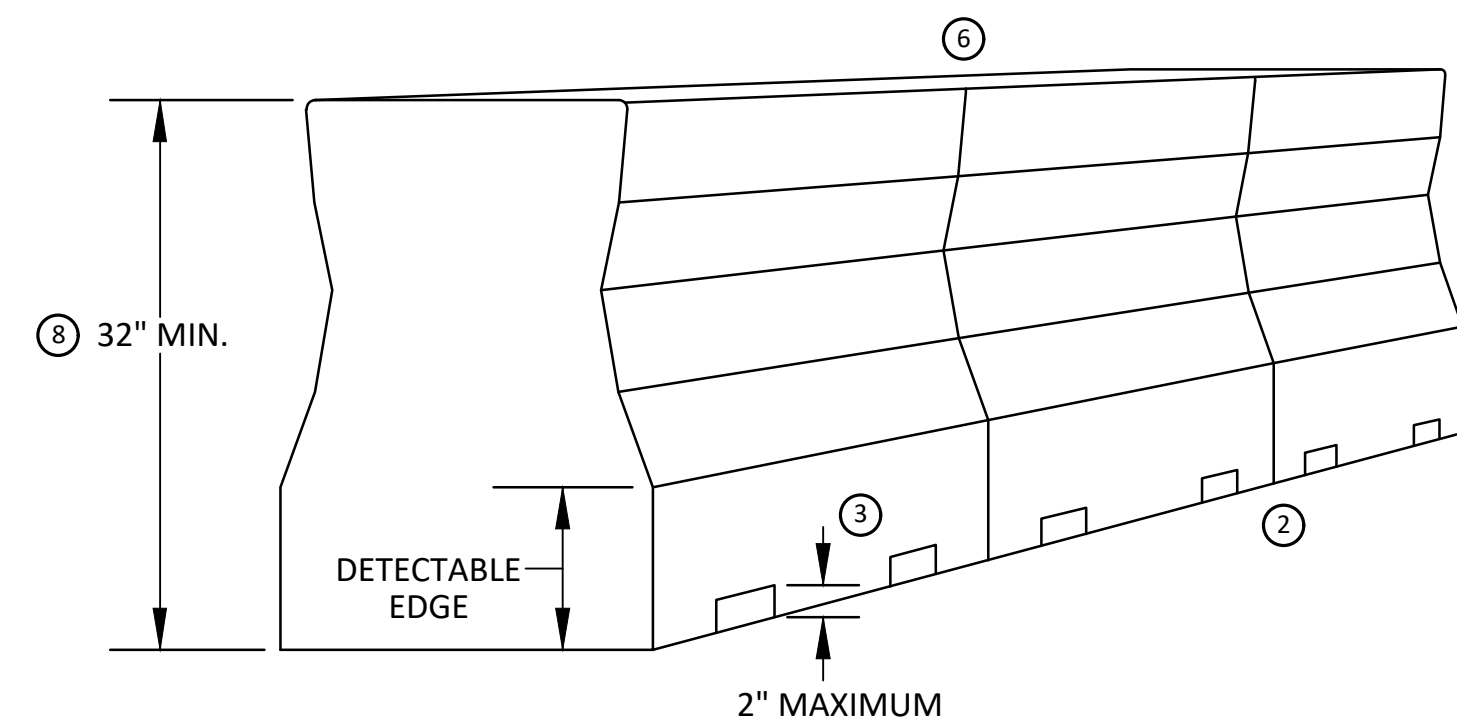 6
8 32" MIN.
3
2
DETECTABLE
EDGE
2" MAXIMUM